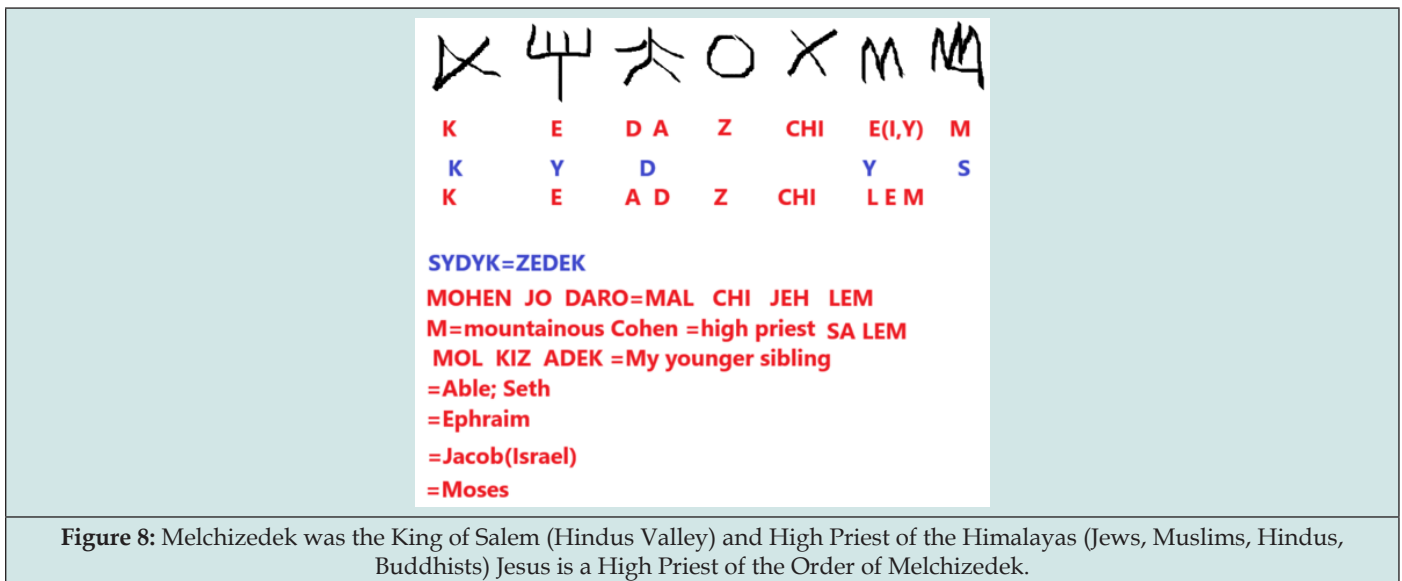 K E D A Z CHI E(I,Y) M
K Y D Y S
K E A D Z CHI L E M
SYDYK=ZEDEK
MOHEN JO DARO=MAL CHI JEH LEM
M=mountainous Cohen =high priest SA LEM
MOL KIZ ADEK =My younger sibling
=Able; Seth
=Ephraim
=Jacob(Israel)
=Moses
Figure 8: Melchizedek was the King of Salem (Hindus Valley) and High Priest of the Himalayas (Jews, Muslims, Hindus,
Buddhists) Jesus is a High Priest of the Order of Melchizedek.